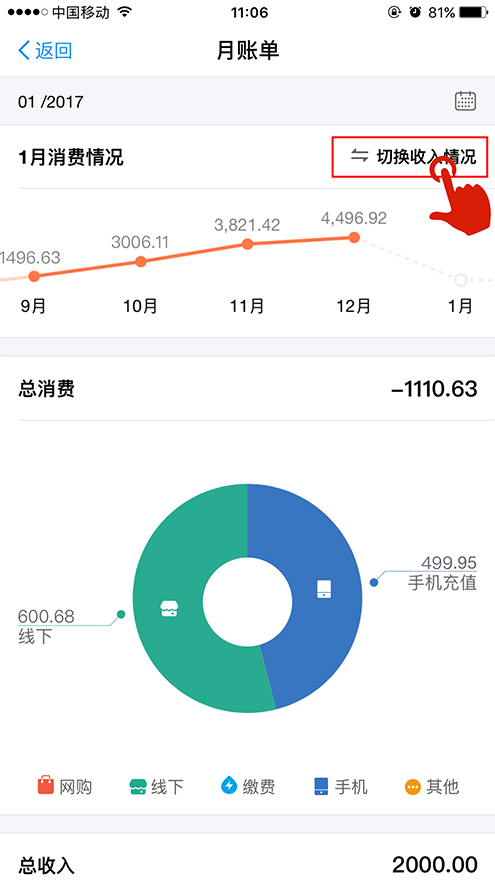 中国移动 11:06 81%
返回 月账单
01 /2017
1月消费情况 切换收入情况
1496.63 3006.11 3,821.42 4,496.92
9月 10月 11月 12月 1月
总消费 -1110.63
499.95
手机充值
600.68
线下
网购 线下 缴费 手机 其他
总收入 2000.00